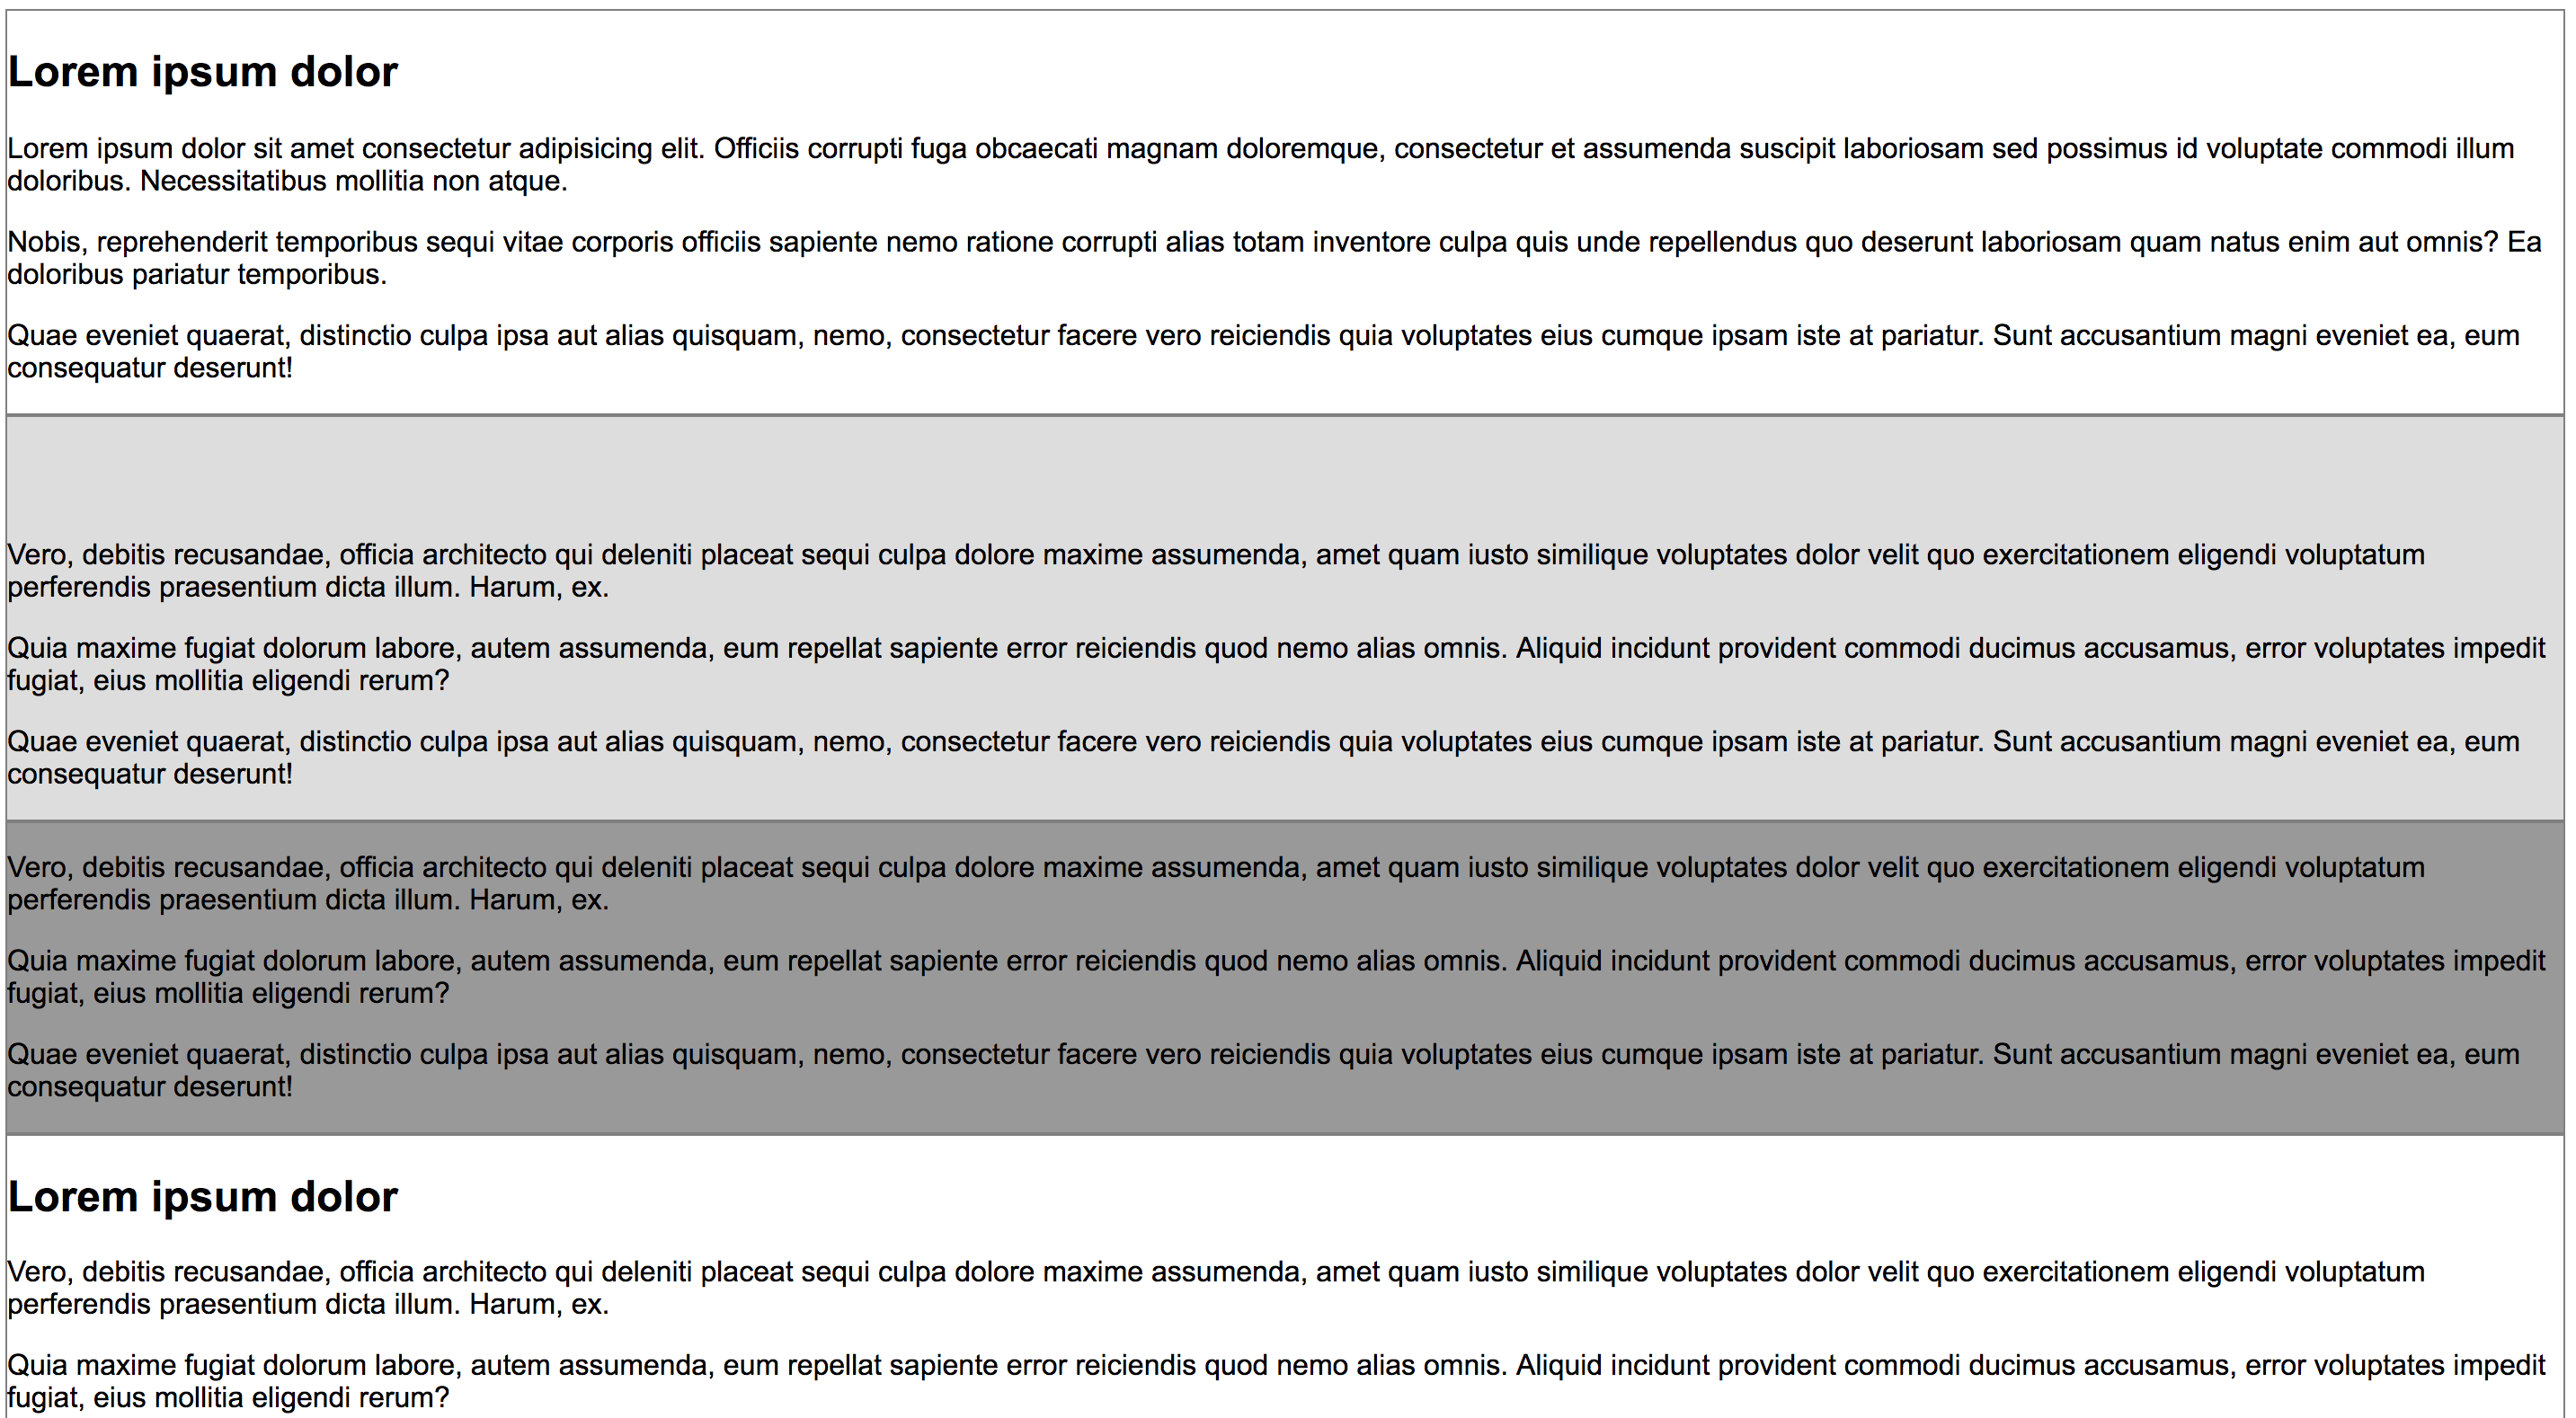 Lorem ipsum dolor
Lorem ipsum dolor sit amet consectetur adipisicing elit. Officiis corrupti fuga obcaecati magnam doloremque, consectetur et assumenda suscipit laboriosam sed possimus id voluptate commodi illum
doloribus. Necessitatibus mollitia non atque.
Nobis, reprehenderit temporibus sequi vitae corporis officiis sapiente nemo ratione corrupti alias totam inventore culpa quis unde repellendus quo deserunt laboriosam quam natus enim aut omnis? Ea
doloribus pariatur temporibus.
Quae eveniet quaerat, distinctio culpa ipsa aut alias quisquam, nemo, consectetur facere vero reiciendis quia voluptates eius cumque ipsam iste at pariatur. Sunt accusantium magni eveniet ea, eum
consequatur deserunt!
Vero, debitis recusandae, officia architecto qui deleniti placeat sequi culpa dolore maxime assumenda, amet quam iusto similique voluptates dolor velit quo exercitationem eligendi voluptatum
perferendis praesentium dicta illum. Harum, ex.
Quia maxime fugiat dolorum labore, autem assumenda, eum repellat sapiente error reiciendis quod nemo alias omnis. Aliquid incidunt provident commodi ducimus accusamus, error voluptates impedit
fugiat, eius mollitia eligendi rerum?
Quae eveniet quaerat, distinctio culpa ipsa aut alias quisquam, nemo, consectetur facere vero reiciendis quia voluptates eius cumque ipsam iste at pariatur. Sunt accusantium magni eveniet ea, eum
consequatur deserunt!
Vero, debitis recusandae, officia architecto qui deleniti placeat sequi culpa dolore maxime assumenda, amet quam iusto similique voluptates dolor velit quo exercitationem eligendi voluptatum
perferendis praesentium dicta illum. Harum, ex.
Quia maxime fugiat dolorum labore, autem assumenda, eum repellat sapiente error reiciendis quod nemo alias omnis. Aliquid incidunt provident commodi ducimus accusamus, error voluptates impedit
fugiat, eius mollitia eligendi rerum?
Quae eveniet quaerat, distinctio culpa ipsa aut alias quisquam, nemo, consectetur facere vero reiciendis quia voluptates eius cumque ipsam iste at pariatur. Sunt accusantium magni eveniet ea, eum
consequatur deserunt!
Lorem ipsum dolor
Vero, debitis recusandae, officia architecto qui deleniti placeat sequi culpa dolore maxime assumenda, amet quam iusto similique voluptates dolor velit quo exercitationem eligendi voluptatum
perferendis praesentium dicta illum. Harum, ex.
Quia maxime fugiat dolorum labore, autem assumenda, eum repellat sapiente error reiciendis quod nemo alias omnis. Aliquid incidunt provident commodi ducimus accusamus, error voluptates impedit
fugiat, eius mollitia eligendi rerum?